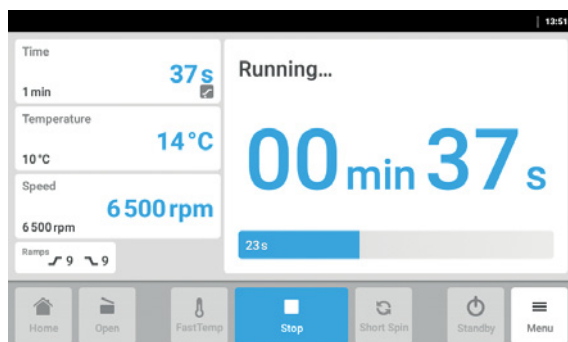 13:51
Time
37 s
1 min
Temperature
14 °C
10 °C
Speed
6 500 rpm
6 500 rpm
Ramps 9 9
Running...
00 min 37 s
23 s
Home Open FastTemp Stop Short Spin Standby Menu